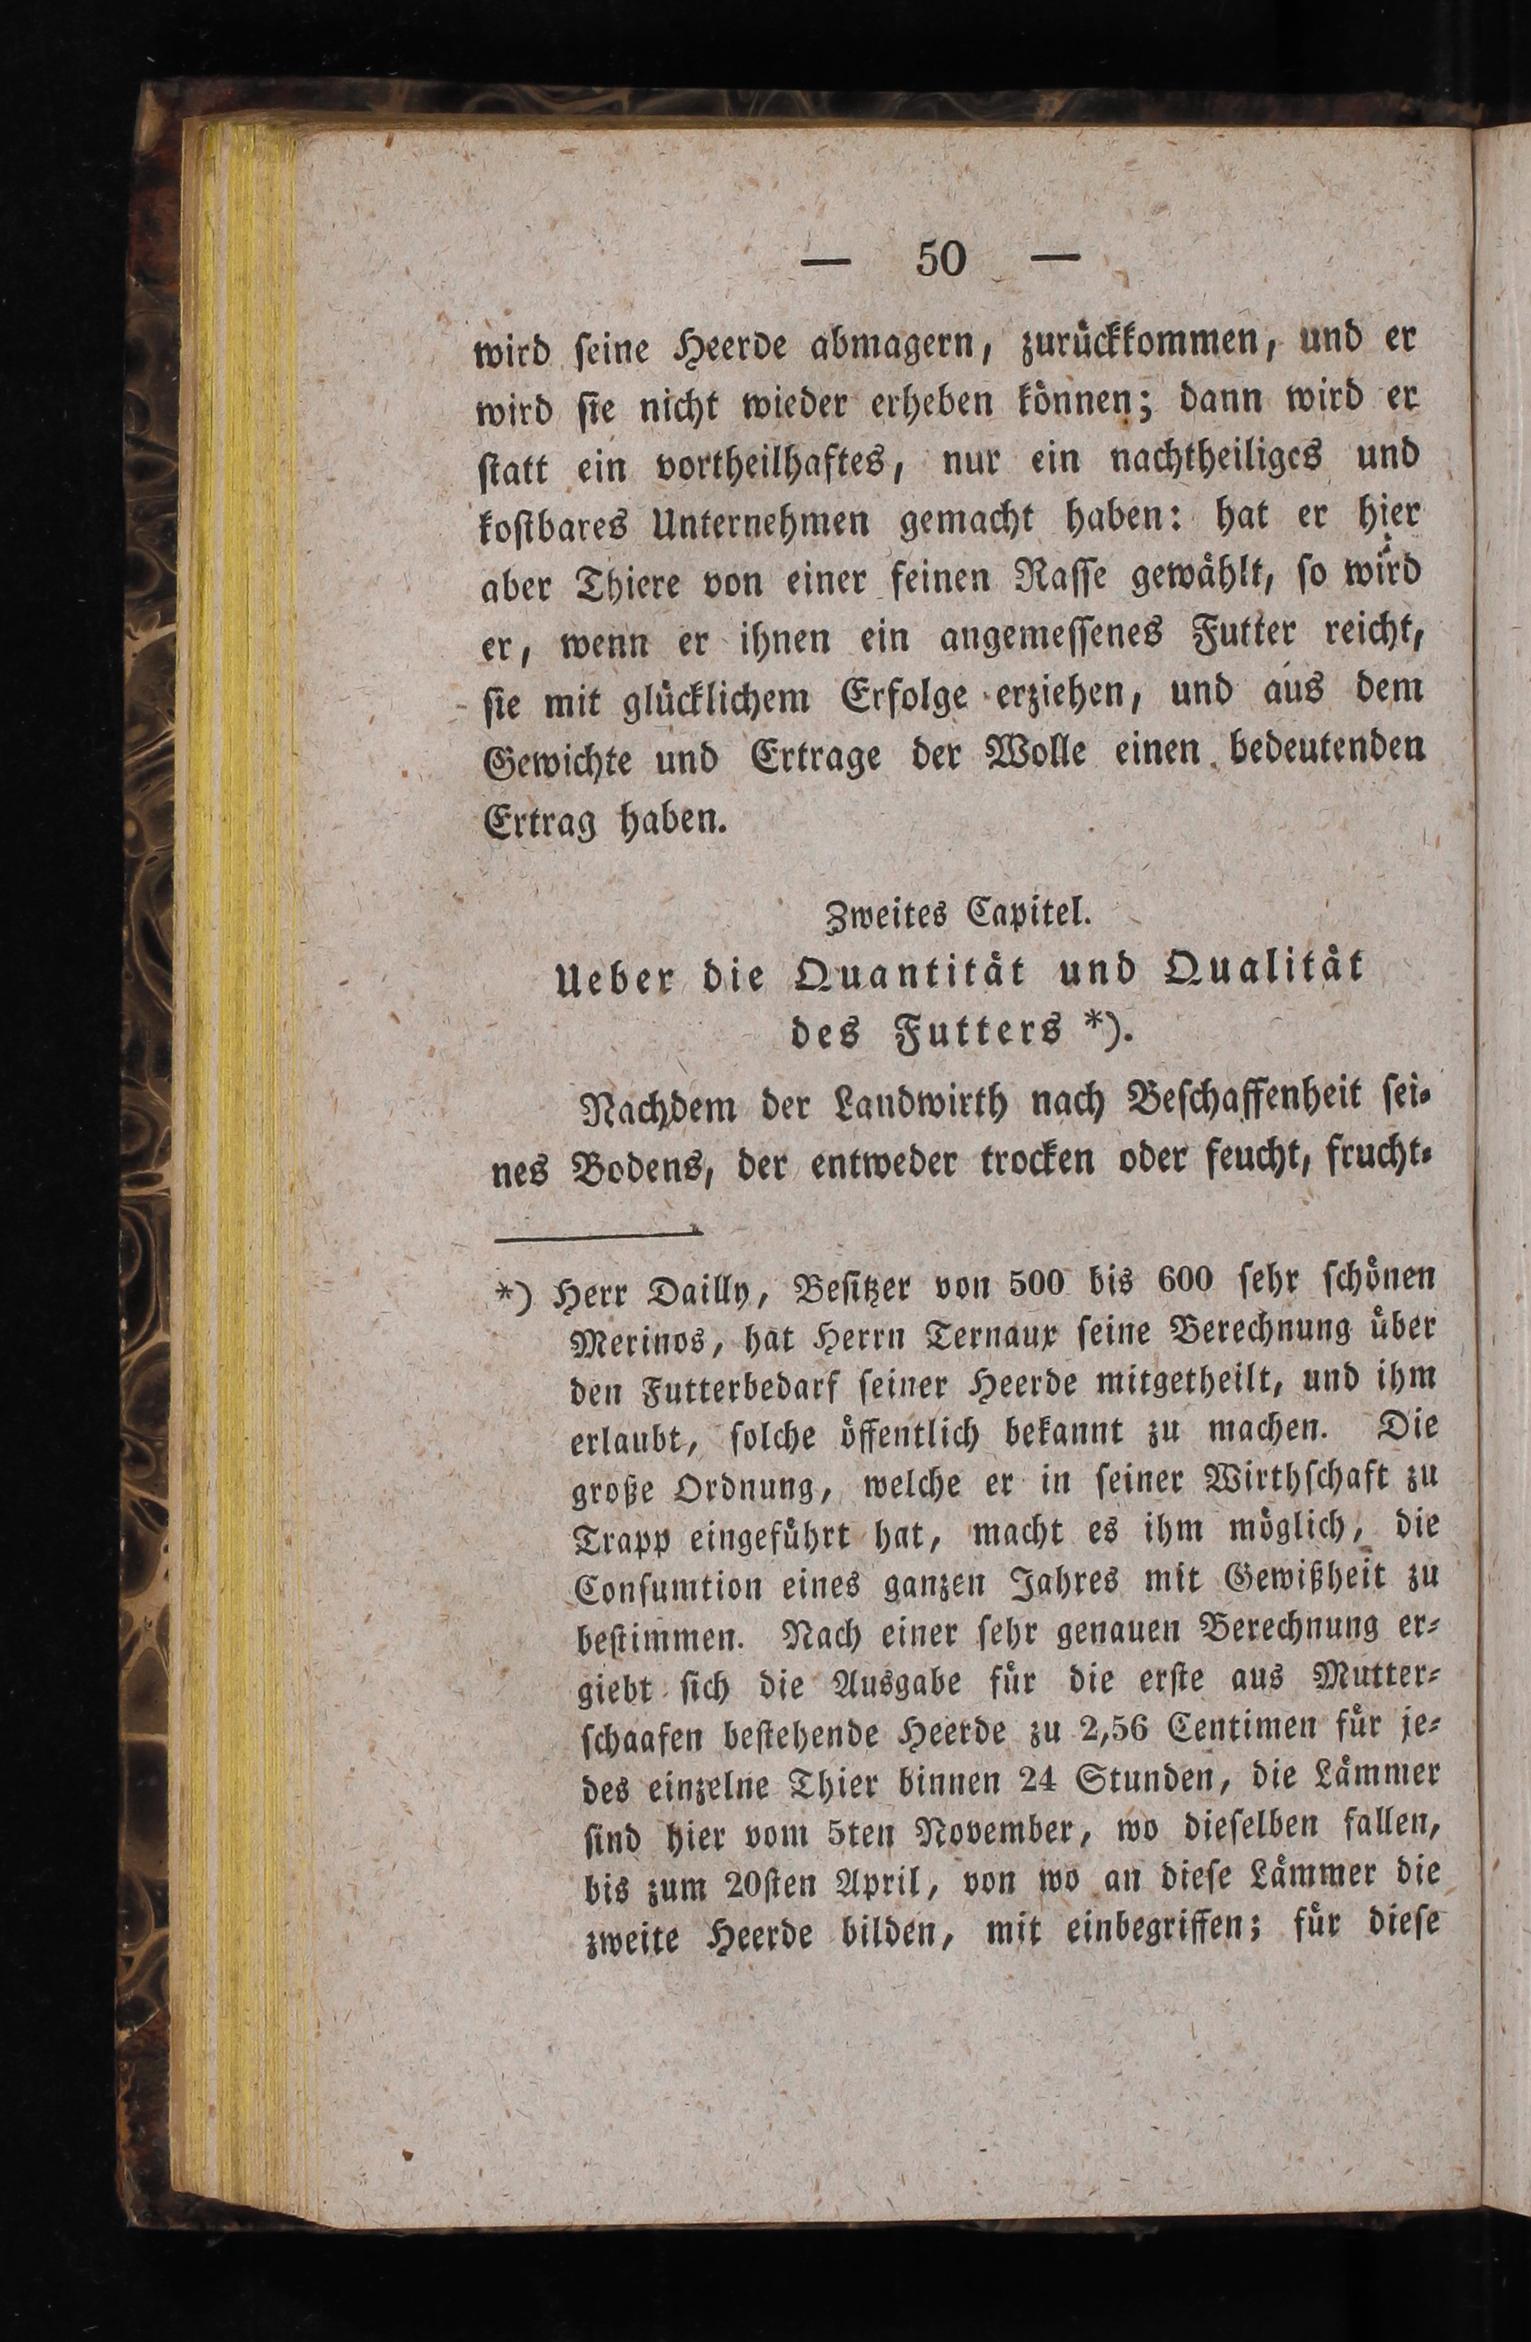 — 50 —
wird ſeine Heerde abmagern, zurückkommen, und er
wird ſie nicht wieder erheben können; dann wird er
ſtatt ein vortheilhaftes, nur ein nachtheiliges und
koſtbares Unternehmen gemacht haben: hat er hier
aber Thiere von einer feinen Raſſe gewählt, ſo wird
er, wenn er ihnen ein angemeſſenes Futter reicht,
ſie mit glücklichem Erfolge erziehen, und aus dem
Gewichte und Ertrage der Wolle einen bedeutenden
Ertrag haben.
Zweites Capitel.
Ueber die Quantität und Qualität
des Futters *).
Nachdem der Landwirth nach Beſchaffenheit ſei-
nes Bodens, der entweder trocken oder feucht, frucht-
*) Herr Dailly, Beſitzer von 500 bis 600 ſehr ſchönen
Merinos, hat Herrn Ternaux ſeine Berechnung über
den Futterbedarf ſeiner Heerde mitgetheilt, und ihm
erlaubt, ſolche öffentlich bekannt zu machen. Die
große Ordnung, welche er in ſeiner Wirthſchaft zu
Trapp eingeführt hat, macht es ihm möglich, die
Conſumtion eines ganzen Jahres mit Gewißheit zu
beſtimmen. Nach einer ſehr genauen Berechnung er-
giebt ſich die Ausgabe für die erſte aus Mutter-
ſchaafen beſtehende Heerde zu 2,56 Centimen für je-
des einzelne Thier binnen 24 Stunden, die Lämmer
ſind hier vom 5ten November, wo dieſelben fallen,
bis zum 20ſten April, von wo an dieſe Lämmer die
zweite Heerde bilden, mit einbegriffen; für dieſe